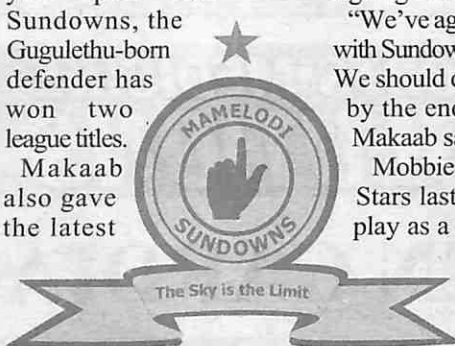 Sundowns, the
Gugulethu-born
defender has
won two
league titles.
Makaab
also gave
the latest
MAMELODI
SUNDOWNS
The Sky is the Limit
"We've ag
with Sundow
We should c
by the end
Makaab sa
Mobbie
Stars last
play as a